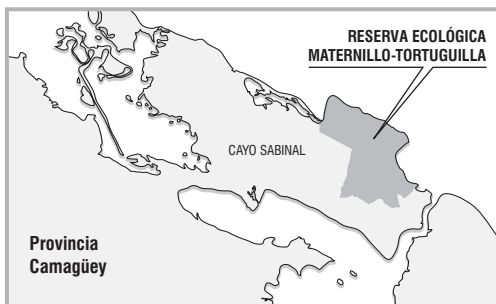 RESERVA ECOLÓGICA
MATERNILLO-TORTUGUILLA
CAYO SABINAL
Provincia
Camagüey